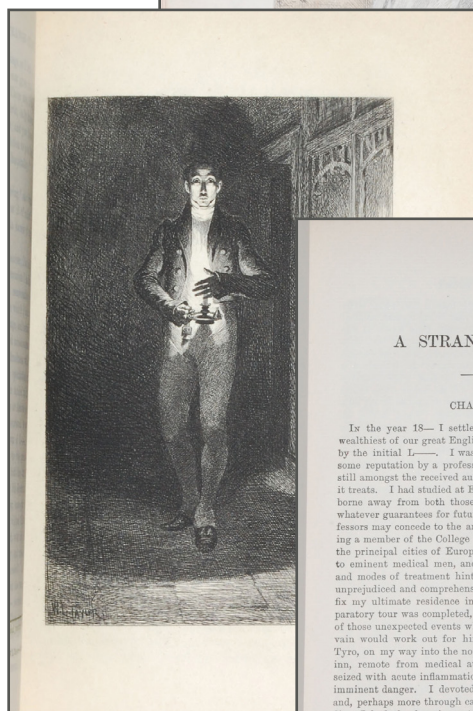 A STRAN
CHA
In the year 18— I settle
wealthiest of our great Engli
by the initial L——. I was
some reputation by a profess
still amongst the received au
it treats. I had studied at E
borne away from both those
whatever guarantees for futu
fessors may concede to the a
ing a member of the College
the principal cities of Europ
to eminent medical men, and
and modes of treatment hint
unprejudiced and comprehens
fix my ultimate residence in
paratory tour was completed,
of those unexpected events w
vain would work out for hi
Tyro, on my way into the no
inn, remote from medical a
seized with acute inflammatio
imminent danger. I devoted
and, perhaps more through